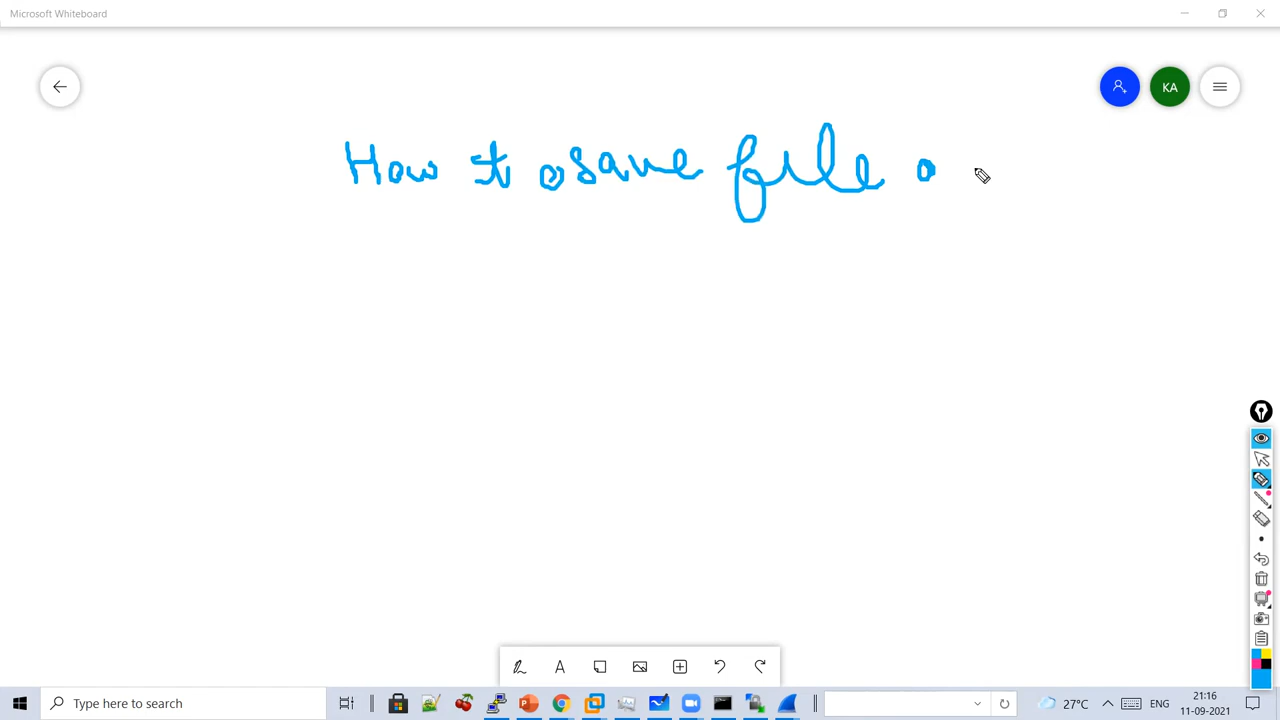 Microsoft Whiteboard
KA
How to save file o
Type here to search
27°C
ENG
21:16
11-09-2021